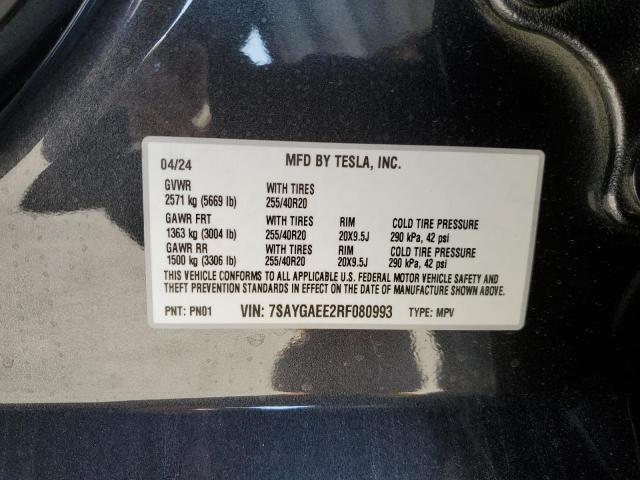 04/24 MFD BY TESLA, INC.
GVWR WITH TIRES
2571 kg (5669 lb) 255/40R20
GAWR FRT WITH TIRES RIM COLD TIRE PRESSURE
1363 kg (3004 lb) 255/40R20 20X9.5J 290 kPa, 42 psi
GAWR RR WITH TIRES RIM COLD TIRE PRESSURE
1500 kg (3306 lb) 255/40R20 20X9.5J 290 kPa, 42 psi
THIS VEHICLE CONFORMS TO ALL APPLICABLE U.S. FEDERAL MOTOR VEHICLE SAFETY AND
THEFT PREVENTION STANDARDS IN EFFECT ON THE DATE OF MANUFACTURE SHOWN ABOVE.
PNT: PN01 VIN: 7SAYGAEE2RF080993 TYPE: MPV